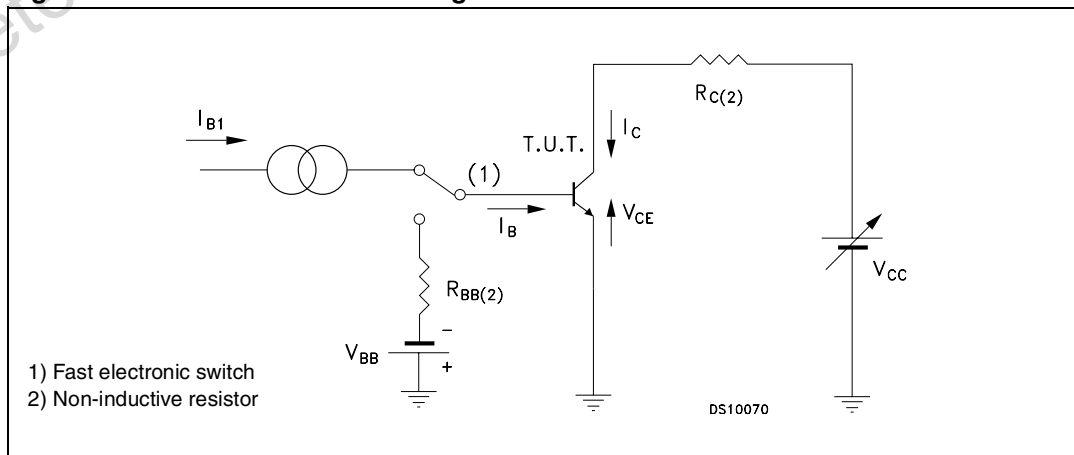 I_B1
R_C(2)
I_C
T.U.T.
(1)
V_CE
I_B
R_BB(2)
V_CC
−
V_BB
+
1) Fast electronic switch
2) Non-inductive resistor
DS10070